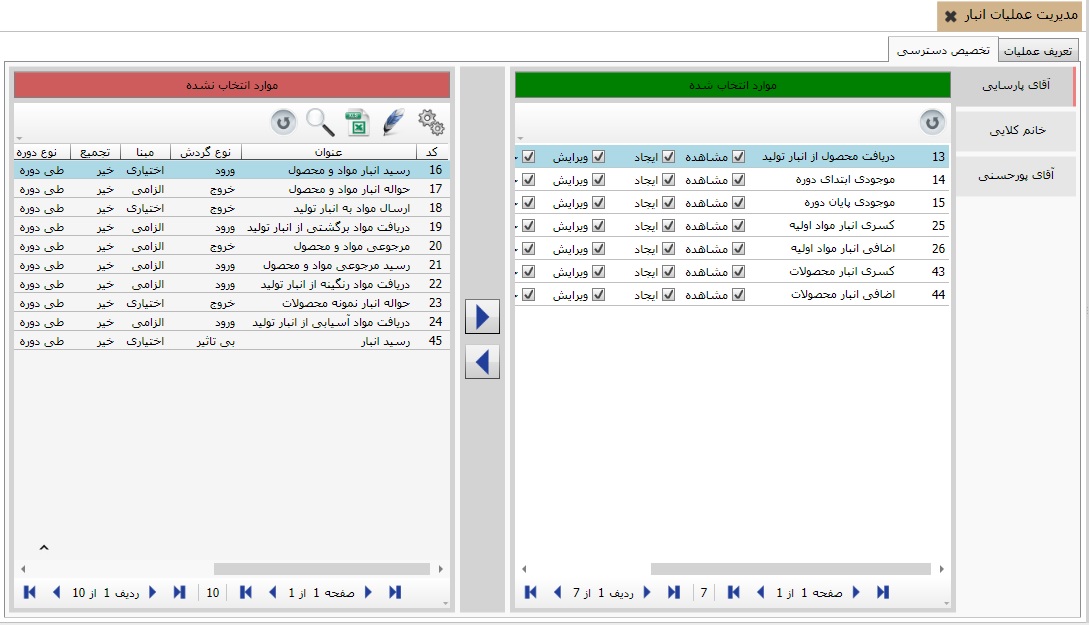 مدیریت عملیات انبار
تعریف عملیات
تخصیص دسترسی
آقای پارسایی
خانم کلایی
آقای پورحسنی
موارد انتخاب شده
13 دریافت محصول از انبار تولید مشاهده ایجاد ویرایش
14 موجودی ابتدای دوره مشاهده ایجاد ویرایش
15 موجودی پایان دوره مشاهده ایجاد ویرایش
25 کسری انبار مواد اولیه مشاهده ایجاد ویرایش
26 اضافی انبار مواد اولیه مشاهده ایجاد ویرایش
43 کسری انبار محصولات مشاهده ایجاد ویرایش
44 اضافی انبار محصولات مشاهده ایجاد ویرایش
صفحه 1 از 1 7 ردیف 1 از 7
موارد انتخاب نشده
کد عنوان نوع گردش مبنا تجمیع نوع دوره
16 رسید انبار مواد و محصول ورود اختیاری خیر طی دوره
17 حواله انبار مواد و محصول خروج الزامی خیر طی دوره
18 ارسال مواد به انبار تولید خروج اختیاری خیر طی دوره
19 دریافت مواد برگشتی از انبار تولید ورود الزامی خیر طی دوره
20 مرجوعی مواد و محصول خروج الزامی خیر طی دوره
21 رسید مرجوعی مواد و محصول ورود الزامی خیر طی دوره
22 دریافت مواد رنگینه از انبار تولید ورود الزامی خیر طی دوره
23 حواله انبار نمونه محصولات خروج اختیاری خیر طی دوره
24 دریافت مواد آسیابی از انبار تولید ورود الزامی خیر طی دوره
45 رسید انبار بی تاثیر اختیاری خیر طی دوره
صفحه 1 از 1 10 ردیف 1 از 10